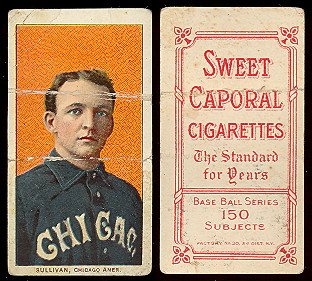 CHICAG
SULLIVAN, CHICAGO AMER.
SWEET
CAPORAL
CIGARETTES
The Standard
for Years
BASE BALL SERIES
150
SUBJECTS
FACTORY No. 30, 2d DIST. N.Y.